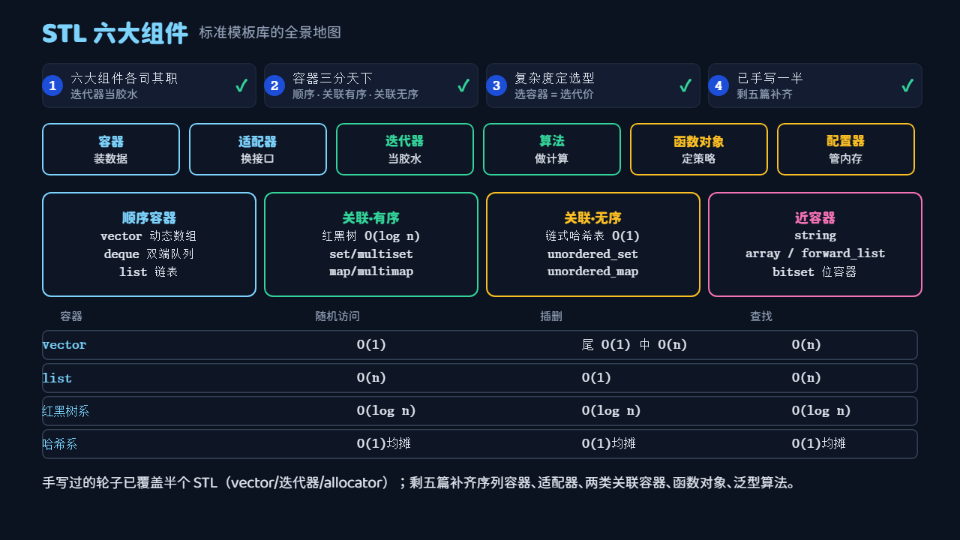 STL 六大组件 标准模板库的全景地图
1 六大组件各司其职 ✓
迭代器当胶水
2 容器三分天下 ✓
顺序·关联有序·关联无序
3 复杂度定选型 ✓
选容器 = 选代价
4 已手写一半 ✓
剩五篇补齐
容器
装数据
适配器
换接口
迭代器
当胶水
算法
做计算
函数对象
定策略
配置器
管内存
顺序容器
vector 动态数组
deque 双端队列
list 链表
关联·有序
红黑树 O(log n)
set/multiset
map/multimap
关联·无序
链式哈希表 O(1)
unordered_set
unordered_map
近容器
string
array / forward_list
bitset 位容器
容器 随机访问 插删 查找
vector O(1) 尾 O(1) 中 O(n) O(n)
list O(n) O(1) O(n)
红黑树系 O(log n) O(log n) O(log n)
哈希系 O(1)均摊 O(1)均摊 O(1)均摊
手写过的轮子已覆盖半个 STL（vector/迭代器/allocator）；剩五篇补齐序列容器、适配器、两类关联容器、函数对象、泛型算法。